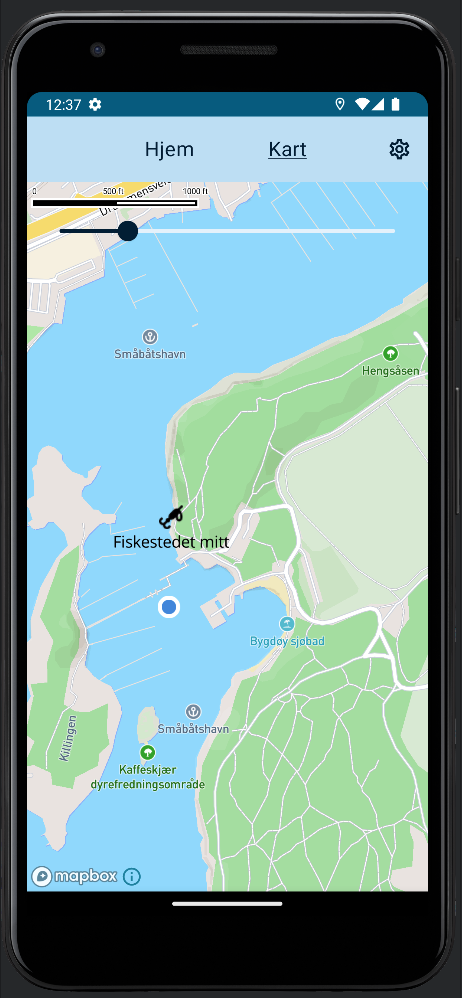 12:37
Hjem
Kart
0
500 ft
1000 ft
Småbåtshavn
Hengsåsen
Fiskestedet mitt
Bygdøy sjøbad
Killingen
Småbåtshavn
Kaffeskjær
dyrefredningsområde
mapbox